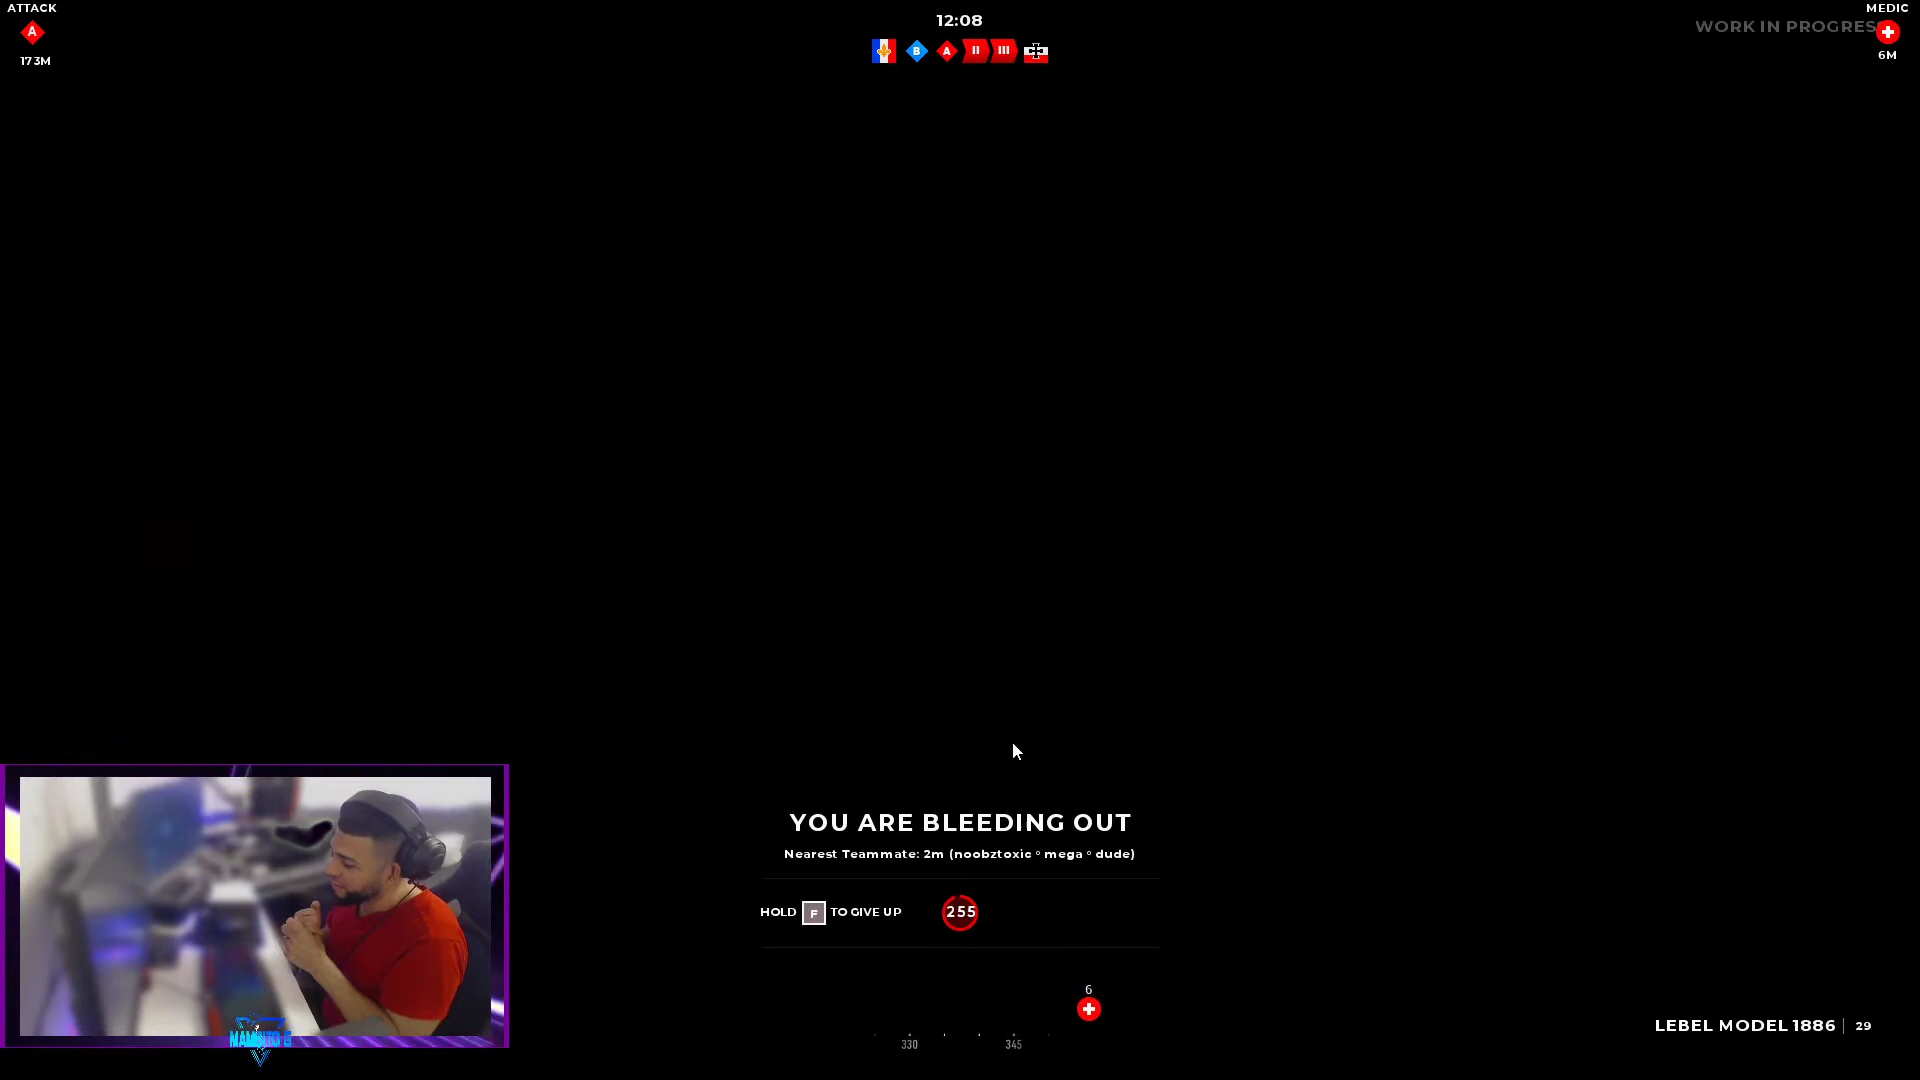 ATTACK
A
173M
12:08
B
A
II
III
MEDIC
WORK IN PROGRES
6M
YOU ARE BLEEDING OUT
Nearest Teammate: 2m (noobztoxic ° mega ° dude)
HOLD F TO GIVE UP
255
6
330
345
LEBEL MODEL 1886 | 29